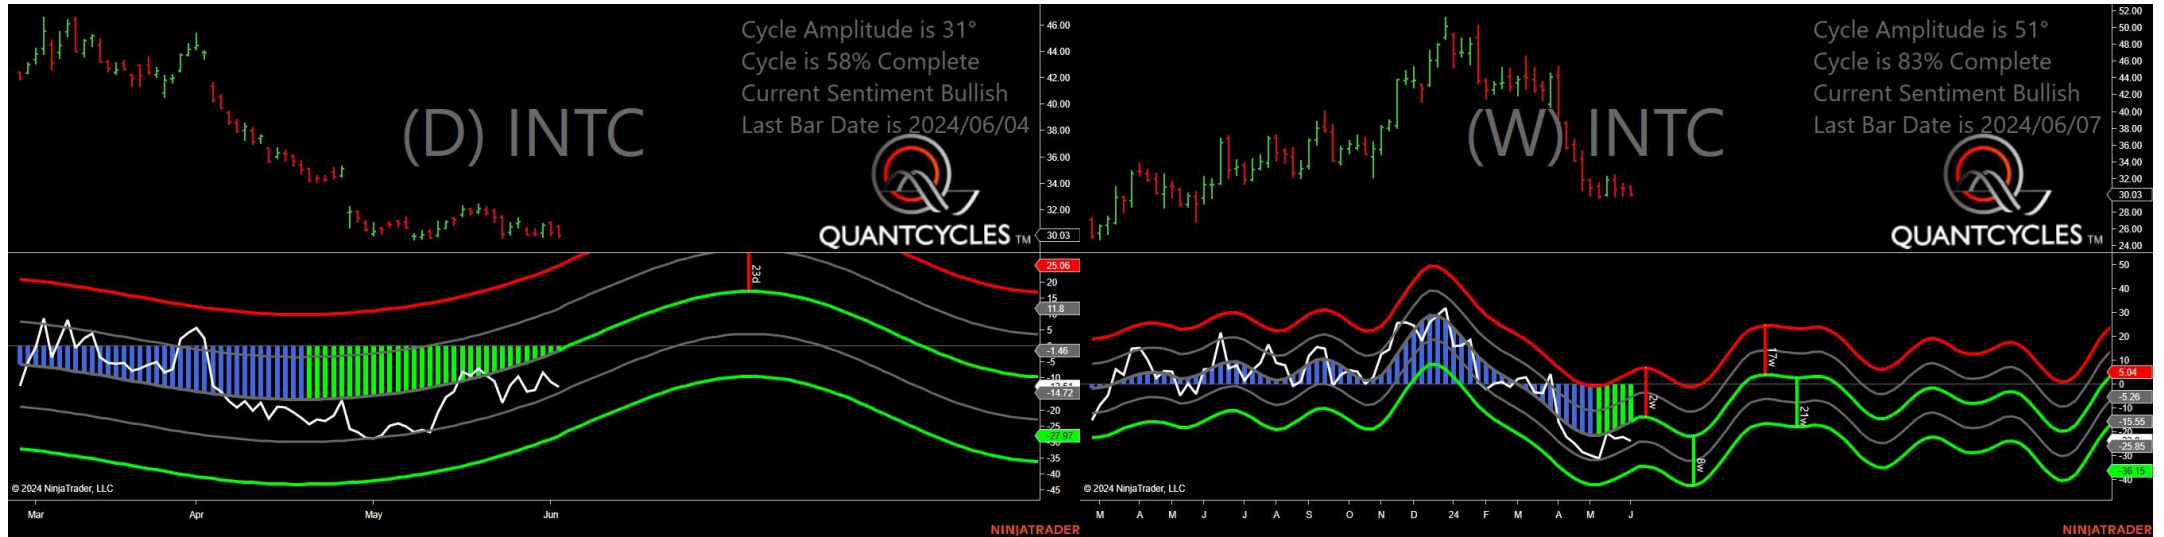 Cycle Amplitude is 31°
Cycle is 58% Complete
Current Sentiment Bullish
Last Bar Date is 2024/06/04
(D) INTC
QUANTCYCLES TM
46.00
44.00
42.00
40.00
38.00
36.00
34.00
32.00
30.03
23d
25.06
20
15
11.8
5
-1.46
-5
-10
-14.72
-20
-25
-27.97
-35
-40
-45
© 2024 NinjaTrader, LLC
Mar Apr May Jun
NINJATRADER
Cycle Amplitude is 51°
Cycle is 83% Complete
Current Sentiment Bullish
Last Bar Date is 2024/06/07
(W) INTC
QUANTCYCLES TM
52.00
50.00
48.00
46.00
44.00
42.00
40.00
38.00
36.00
34.00
32.00
30.03
28.00
26.00
24.00
2w
8w
17w
21w
50
40
30
20
10
5.04
0
-5.26
-10
-15.55
-20
-25.85
-30
-36.15
-40
© 2024 NinjaTrader, LLC
M A M J J A S O N D 24 F M A M J
NINJATRADER